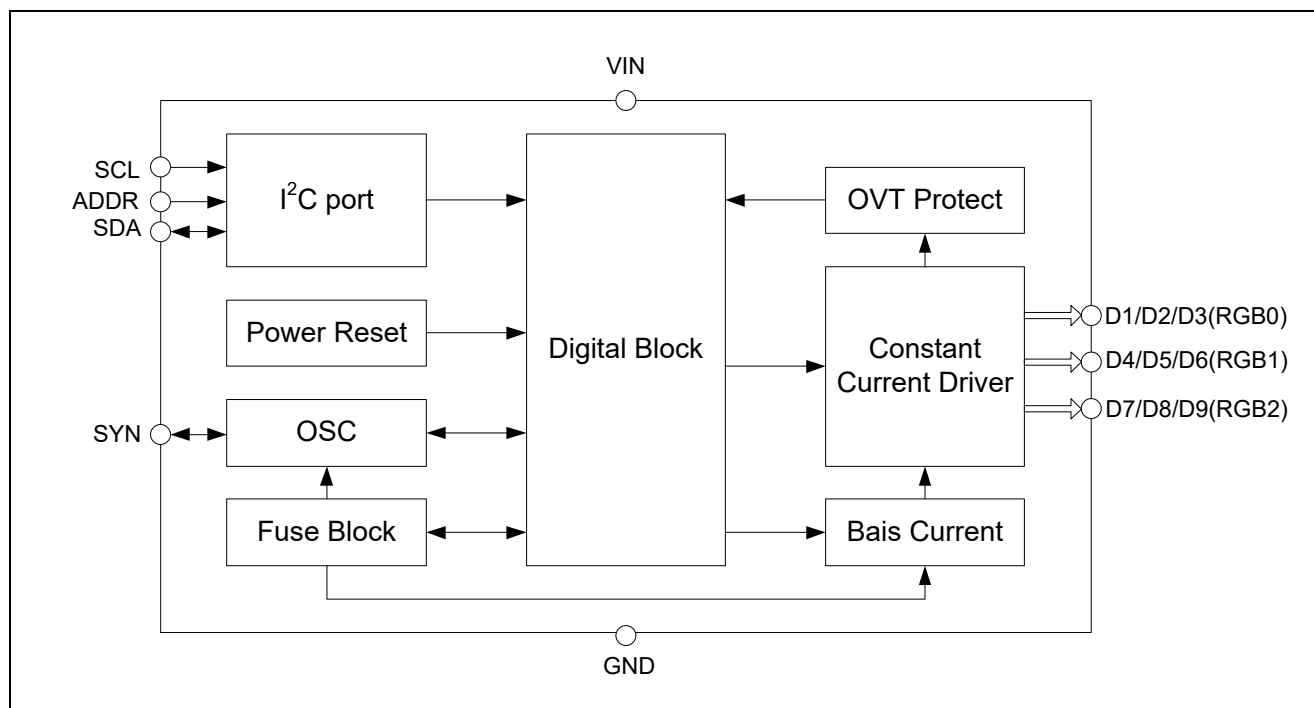 VIN
SCL
ADDR
SDA
I²C port
OVT Protect
Power Reset
Digital Block
Constant
Current Driver
D1/D2/D3(RGB0)
D4/D5/D6(RGB1)
D7/D8/D9(RGB2)
SYN
OSC
Fuse Block
Bais Current
GND